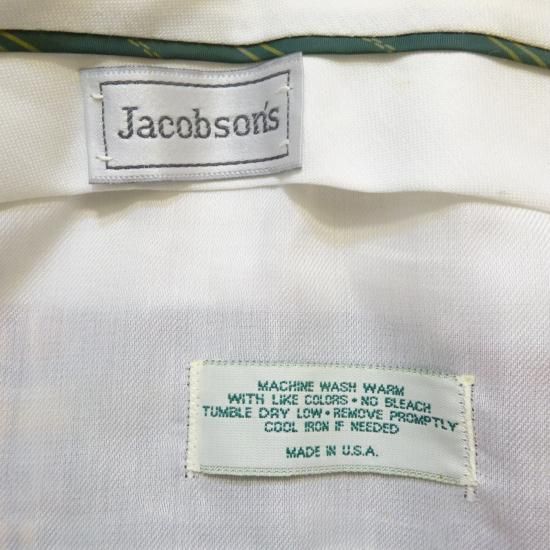 Jacobson's
MACHINE WASH WARM
WITH LIKE COLORS • NO BLEACH
TUMBLE DRY LOW • REMOVE PROMPTLY
COOL IRON IF NEEDED
MADE IN U.S.A.